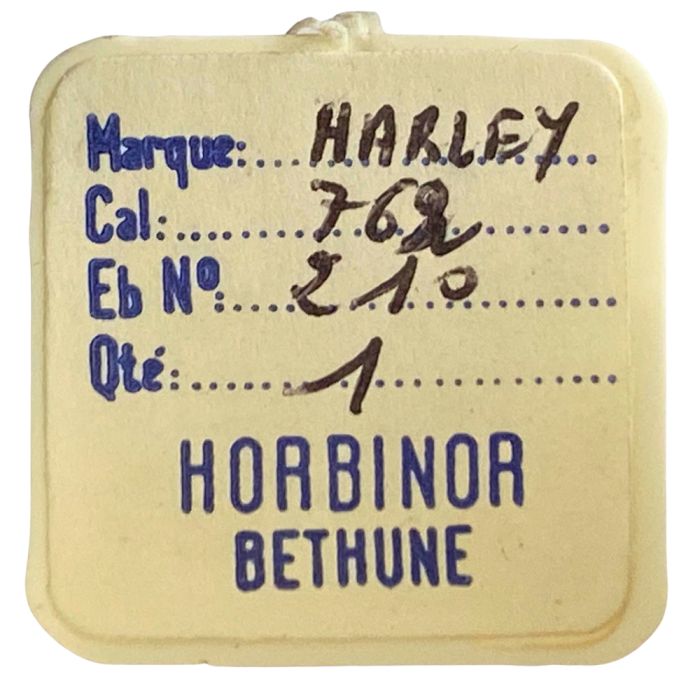 Marque: HARLEY
Cal: 762
Eb Nº: 210
Qté: 1
HORBINOR
BETHUNE